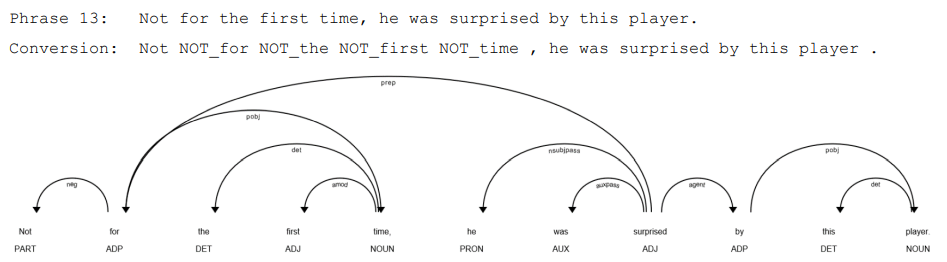 Phrase 13: Not for the first time, he was surprised by this player.
Conversion: Not NOT_for NOT_the NOT_first NOT_time , he was surprised by this player .
prep
pobj
det nsubjpass pobj
neg amod auxpass agent det
Not for the first time, he was surprised by this player.
PART ADP DET ADJ NOUN PRON AUX ADJ ADP DET NOUN